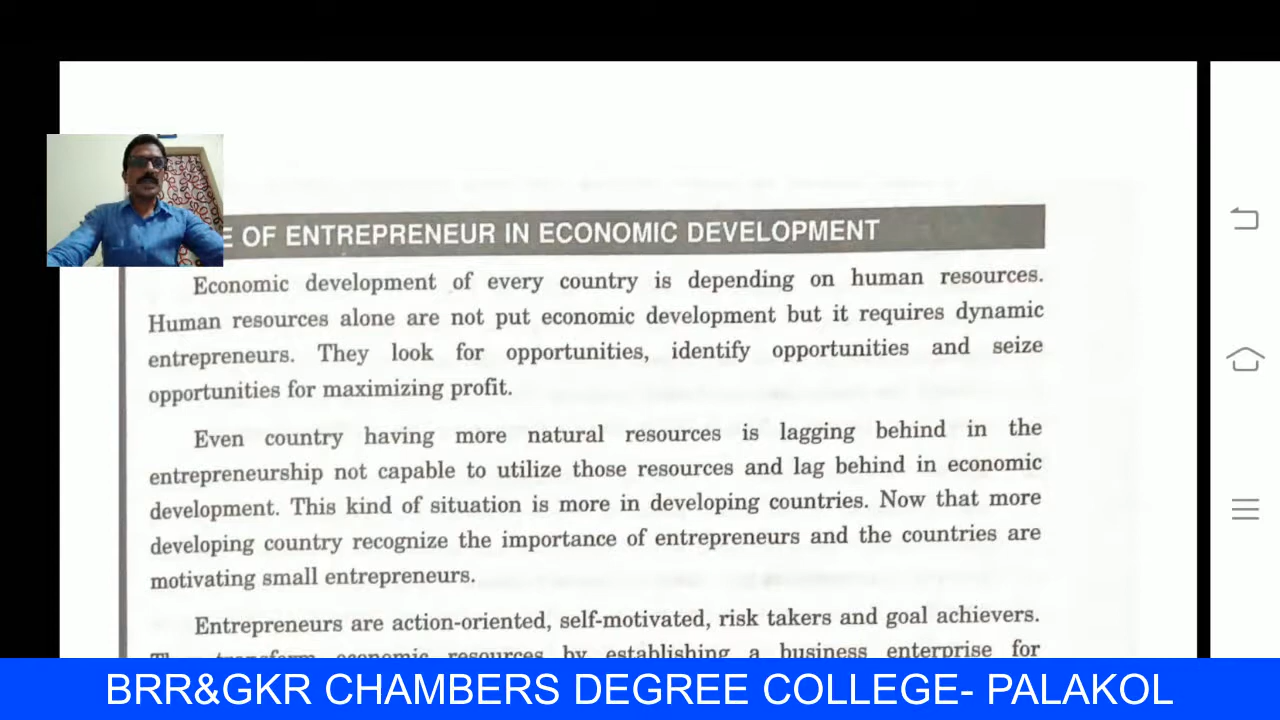 E OF ENTREPRENEUR IN ECONOMIC DEVELOPMENT
Economic development of every country is depending on human resources.
Human resources alone are not put economic development but it requires dynamic
entrepreneurs. They look for opportunities, identify opportunities and seize
opportunities for maximizing profit.
Even country having more natural resources is lagging behind in the
entrepreneurship not capable to utilize those resources and lag behind in economic
development. This kind of situation is more in developing countries. Now that more
developing country recognize the importance of entrepreneurs and the countries are
motivating small entrepreneurs.
Entrepreneurs are action-oriented, self-motivated, risk takers and goal achievers.
transform economic resources by establishing a business enterprise for
BRR&GKR CHAMBERS DEGREE COLLEGE- PALAKOL